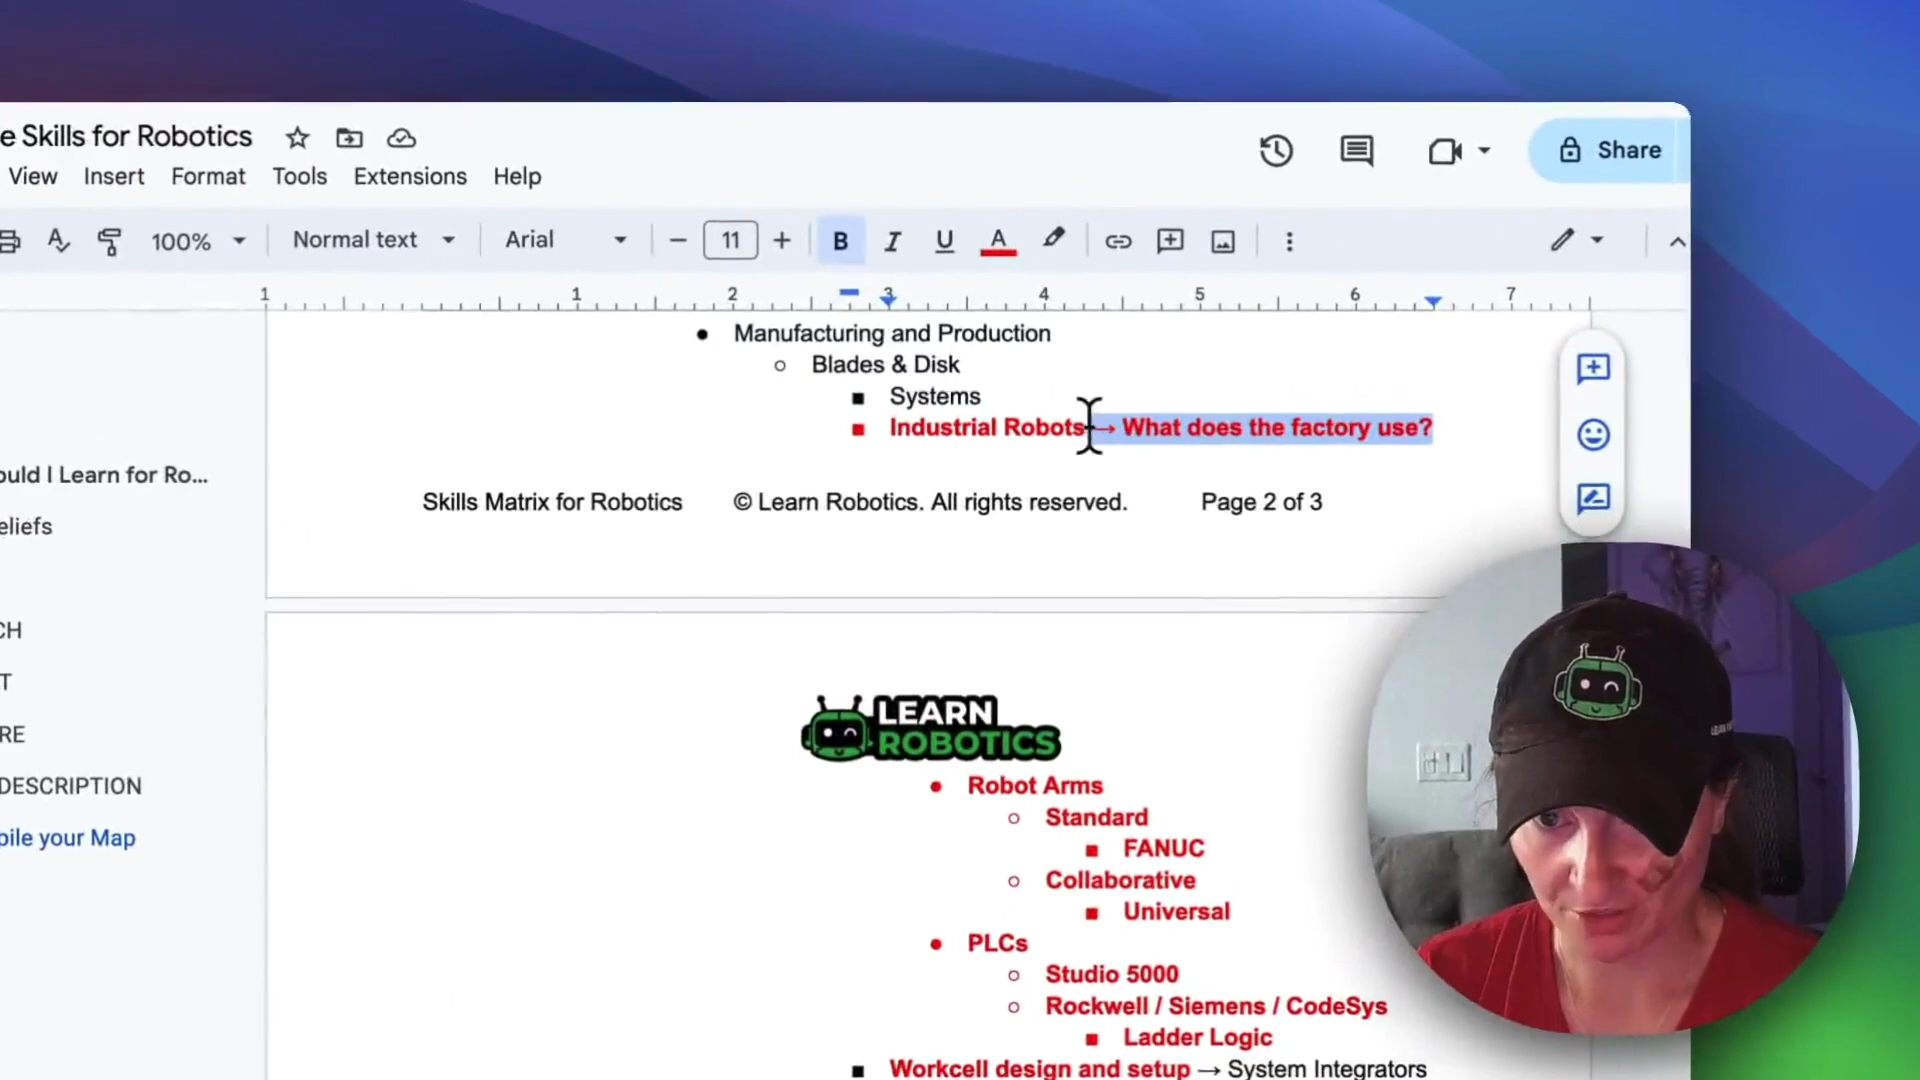 e Skills for Robotics
View Insert Format Tools Extensions Help
Share
100% Normal text Arial 11 B I U A
1 1 2 3 4 5 6 7
Manufacturing and Production
Blades & Disk
Systems
Industrial Robots → What does the factory use?
Skills Matrix for Robotics © Learn Robotics. All rights reserved. Page 2 of 3
ould I Learn for Ro...
eliefs
CH
T
RE
DESCRIPTION
pile your Map
LEARN
ROBOTICS
Robot Arms
Standard
FANUC
Collaborative
Universal
PLCs
Studio 5000
Rockwell / Siemens / CodeSys
Ladder Logic
Workcell design and setup → System Integrators